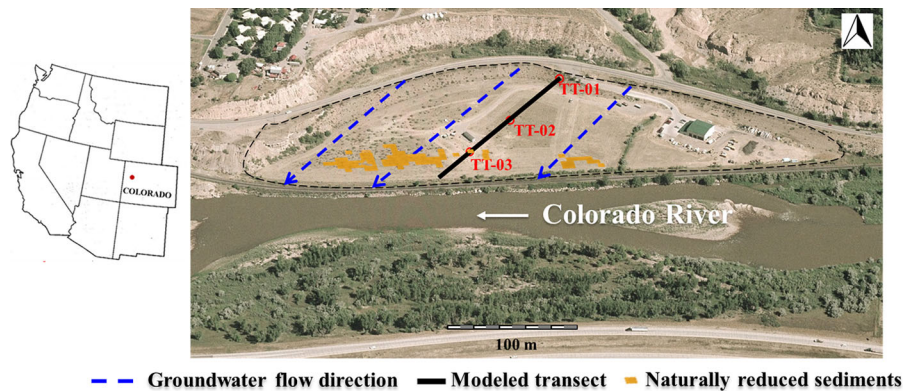 TT-01
TT-02
TT-03
COLORADO
Colorado River
100 m
Groundwater flow direction
Modeled transect
Naturally reduced sediments